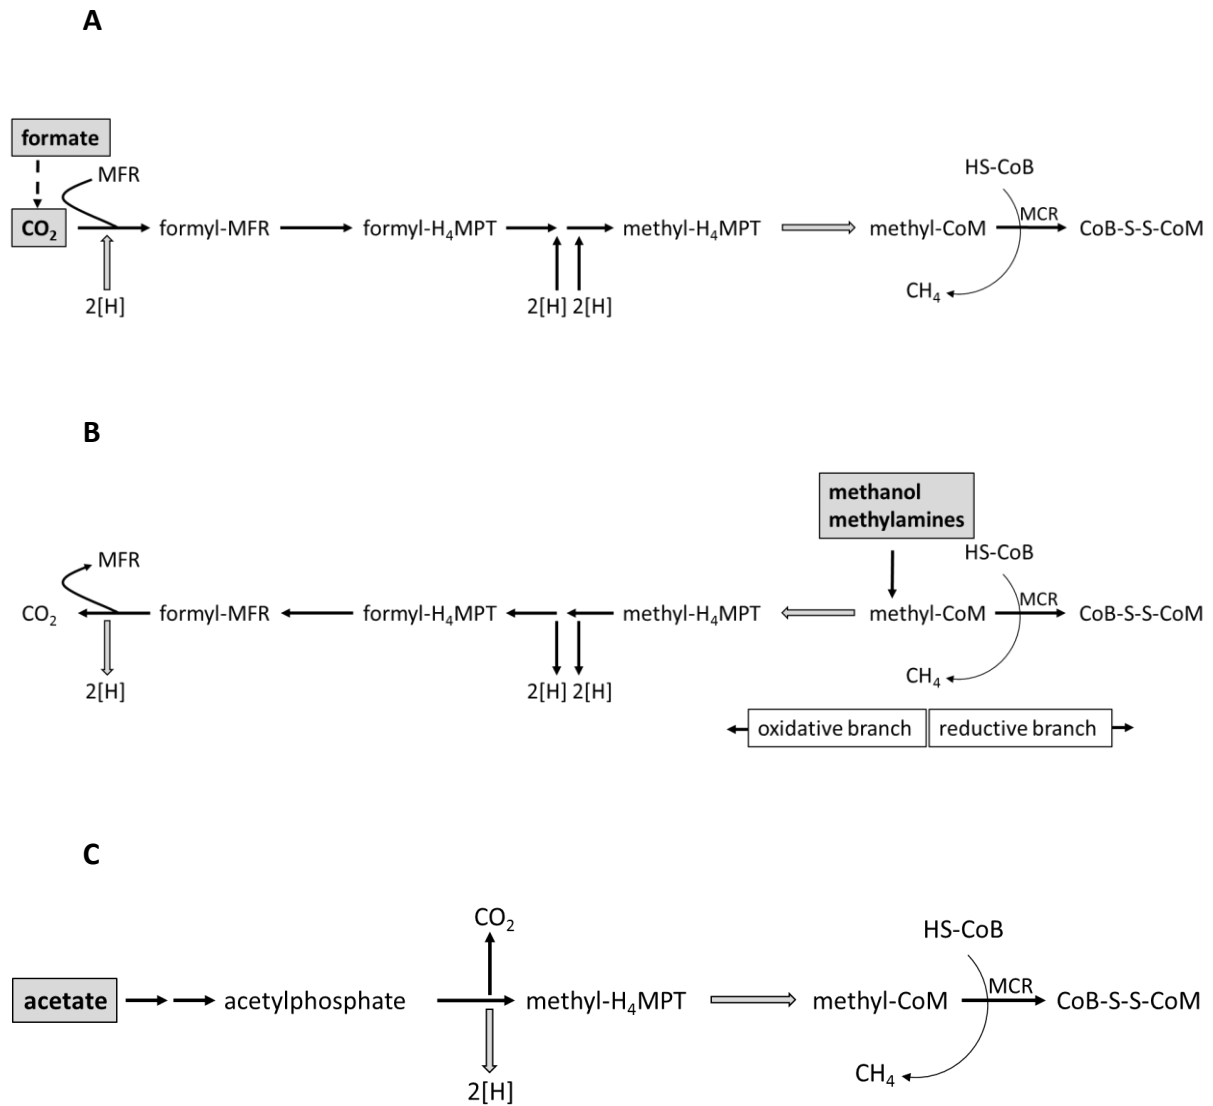 A
formate
MFR
HS-CoB
MCR
CO₂
formyl-MFR
formyl-H₄MPT
methyl-H₄MPT
methyl-CoM
CoB-S-S-CoM
CH₄
2[H]
2[H]
2[H]
B
methanol
methylamines
HS-CoB
MFR
MCR
CO₂
formyl-MFR
formyl-H₄MPT
methyl-H₄MPT
methyl-CoM
CoB-S-S-CoM
CH₄
2[H]
2[H]
2[H]
oxidative branch
reductive branch
C
CO₂
HS-CoB
MCR
acetate
acetylphosphate
methyl-H₄MPT
methyl-CoM
CoB-S-S-CoM
CH₄
2[H]